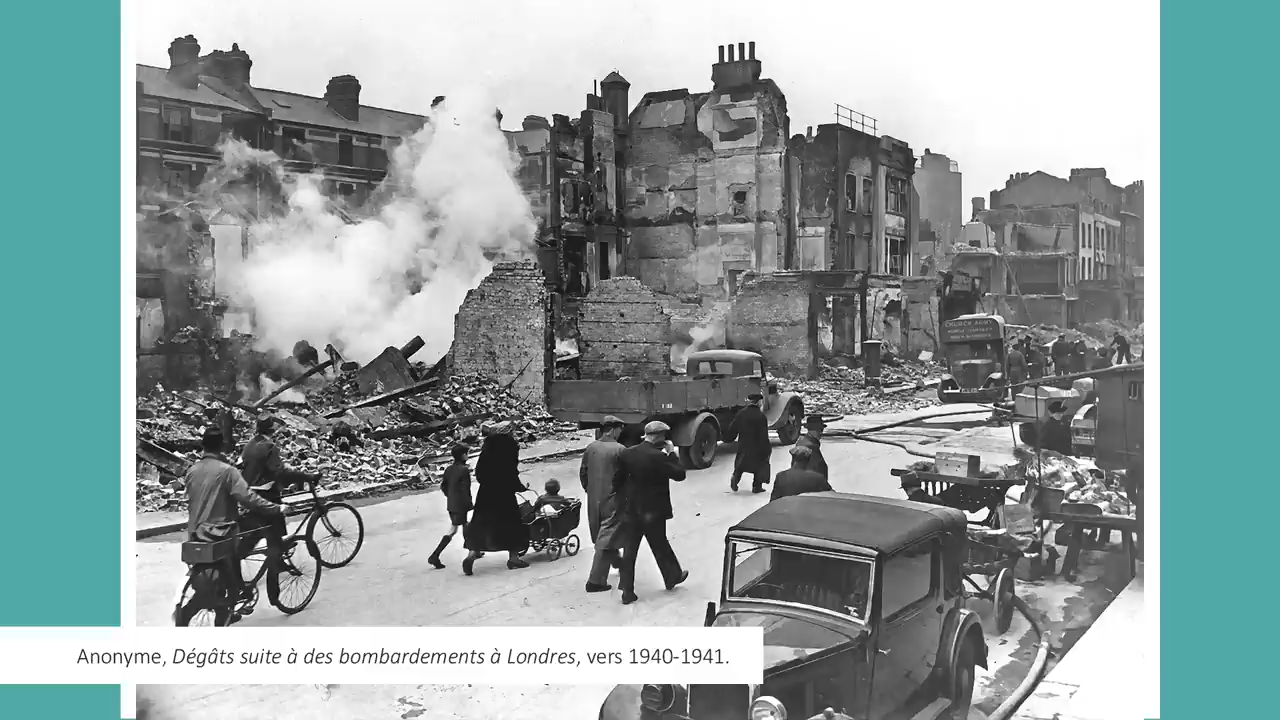 CHURCH ARMY
Anonyme, Dégâts suite à des bombardements à Londres, vers 1940-1941.